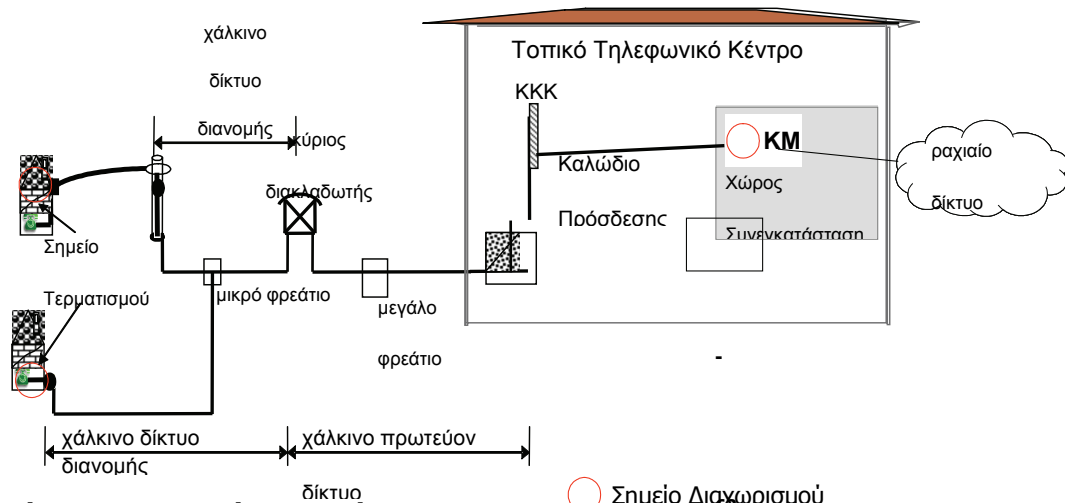 χάλκινο
δίκτυο
διανομής
κύριος
διακλαδωτής
Τοπικό Τηλεφωνικό Κέντρο
ΚΚΚ
ΚΜ
Καλώδιο
Πρόσδεσης
Χώρος
Συνεγκατάσταση
ραχιαίο
δίκτυο
Σημείο
Τερματισμού
μικρό φρεάτιο
μεγάλο
φρεάτιο
-
χάλκινο δίκτυο
διανομής
χάλκινο πρωτεύον
δίκτυο
Σημείο Διαχωρισμού